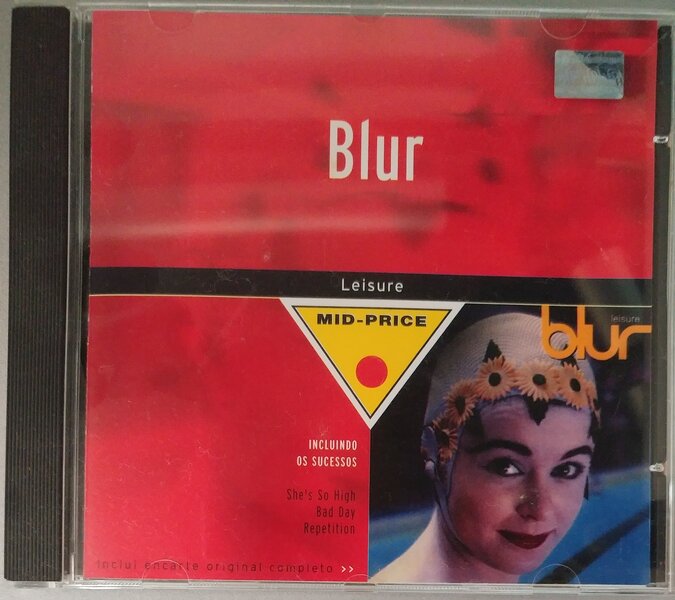 Blur
Leisure
MID-PRICE
leisure
blur
INCLUINDO
OS SUCESSOS
She's So High
Bad Day
Repetition
Inclui encarte original completo >>